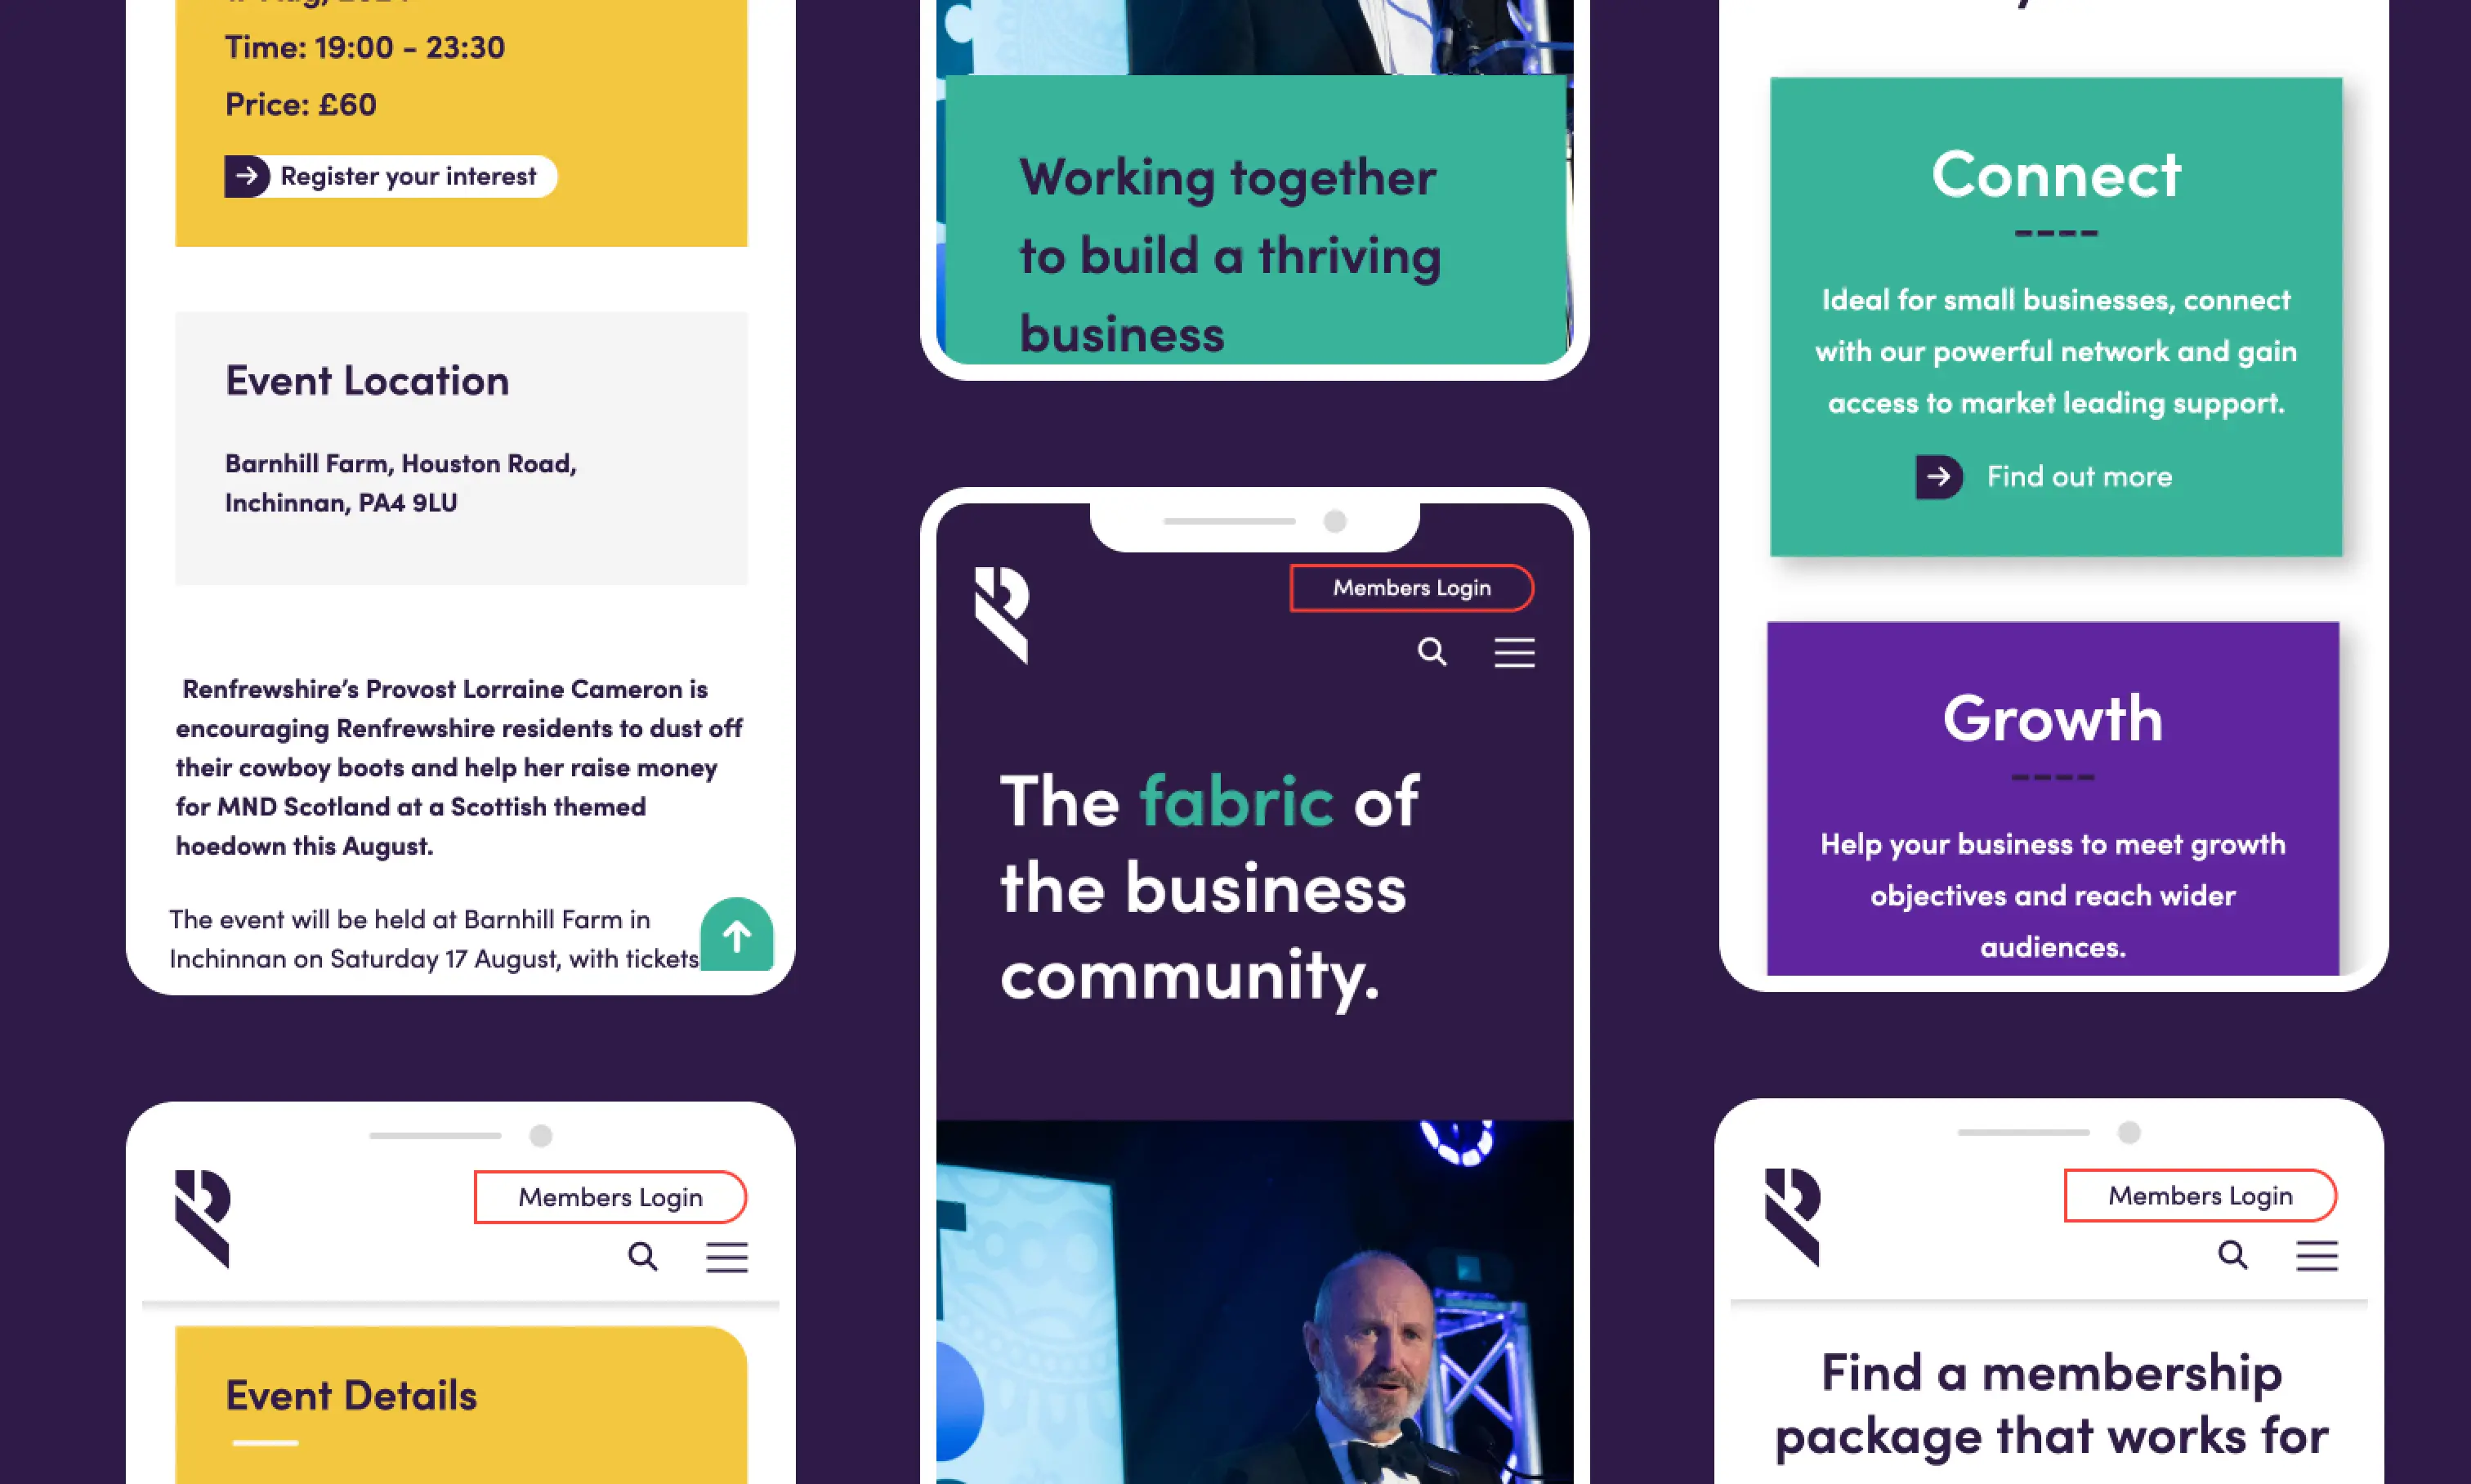 Time: 19:00 - 23:30
Price: £60
Register your interest
Event Location
Barnhill Farm, Houston Road,
Inchinnan, PA4 9LU
Renfrewshire’s Provost Lorraine Cameron is
encouraging Renfrewshire residents to dust off
their cowboy boots and help her raise money
for MND Scotland at a Scottish themed
hoedown this August.
The event will be held at Barnhill Farm in
Inchinnan on Saturday 17 August, with tickets
Members Login
Event Details
Working together
to build a thriving
business
Members Login
The fabric of
the business
community.
Connect
Ideal for small businesses, connect
with our powerful network and gain
access to market leading support.
Find out more
Growth
Help your business to meet growth
objectives and reach wider
audiences.
Members Login
Find a membership
package that works for